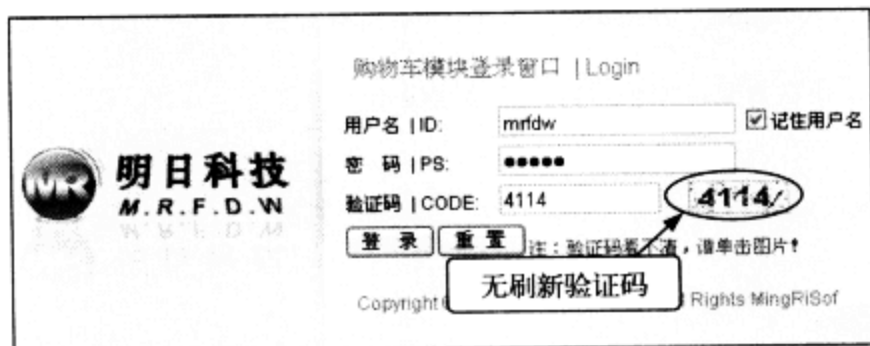 购物车模块登录窗口 | Login
用户名 | ID: mrfdw 记住用户名
密 码 | PS: ●●●●●
MR 明日科技
M.R.F.D.W
验证码 | CODE: 4114 4114
登 录 重 置 注：验证码看不清，请单击图片！
无刷新验证码
Copyright Rights MingRiSof